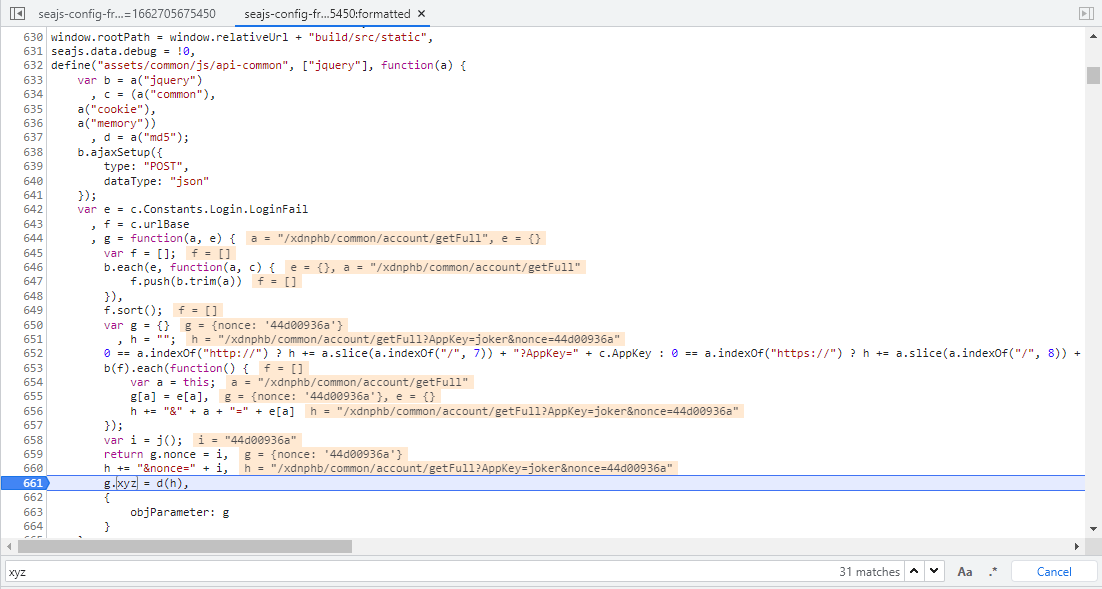 seajs-config-fr...=1662705675450 seajs-config-fr...5450:formatted ×
630 window.rootPath = window.relativeUrl + "build/src/static",
631 seajs.data.debug = !0,
632 define("assets/common/js/api-common", ["jquery"], function(a) {
633 var b = a("jquery")
634 , c = (a("common"),
635 a("cookie"),
636 a("memory"))
637 , d = a("md5");
638 b.ajaxSetup({
639 type: "POST",
640 dataType: "json"
641 });
642 var e = c.Constants.Login.LoginFail
643 , f = c.urlBase
644 , g = function(a, e) { a = "/xdnphb/common/account/getFull", e = {}
645 var f = []; f = []
646 b.each(e, function(a, c) { e = {}, a = "/xdnphb/common/account/getFull"
647 f.push(b.trim(a)) f = []
648 }),
649 f.sort(); f = []
650 var g = {} g = {nonce: '44d00936a'}
651 , h = ""; h = "/xdnphb/common/account/getFull?AppKey=joker&nonce=44d00936a"
652 0 == a.indexOf("http://") ? h += a.slice(a.indexOf("/", 7)) + "?AppKey=" + c.AppKey : 0 == a.indexOf("https://") ? h += a.slice(a.indexOf("/", 8)) +
653 b(f).each(function() { f = []
654 var a = this; a = "/xdnphb/common/account/getFull"
655 g[a] = e[a], g = {nonce: '44d00936a'}, e = {}
656 h += "&" + a + "=" + e[a] h = "/xdnphb/common/account/getFull?AppKey=joker&nonce=44d00936a"
657 });
658 var i = j(); i = "44d00936a"
659 return g.nonce = i, g = {nonce: '44d00936a'}
660 h += "&nonce=" + i, h = "/xdnphb/common/account/getFull?AppKey=joker&nonce=44d00936a"
661 g.xyz = d(h),
662 {
663 objParameter: g
664 }
xyz 31 matches Aa .* Cancel